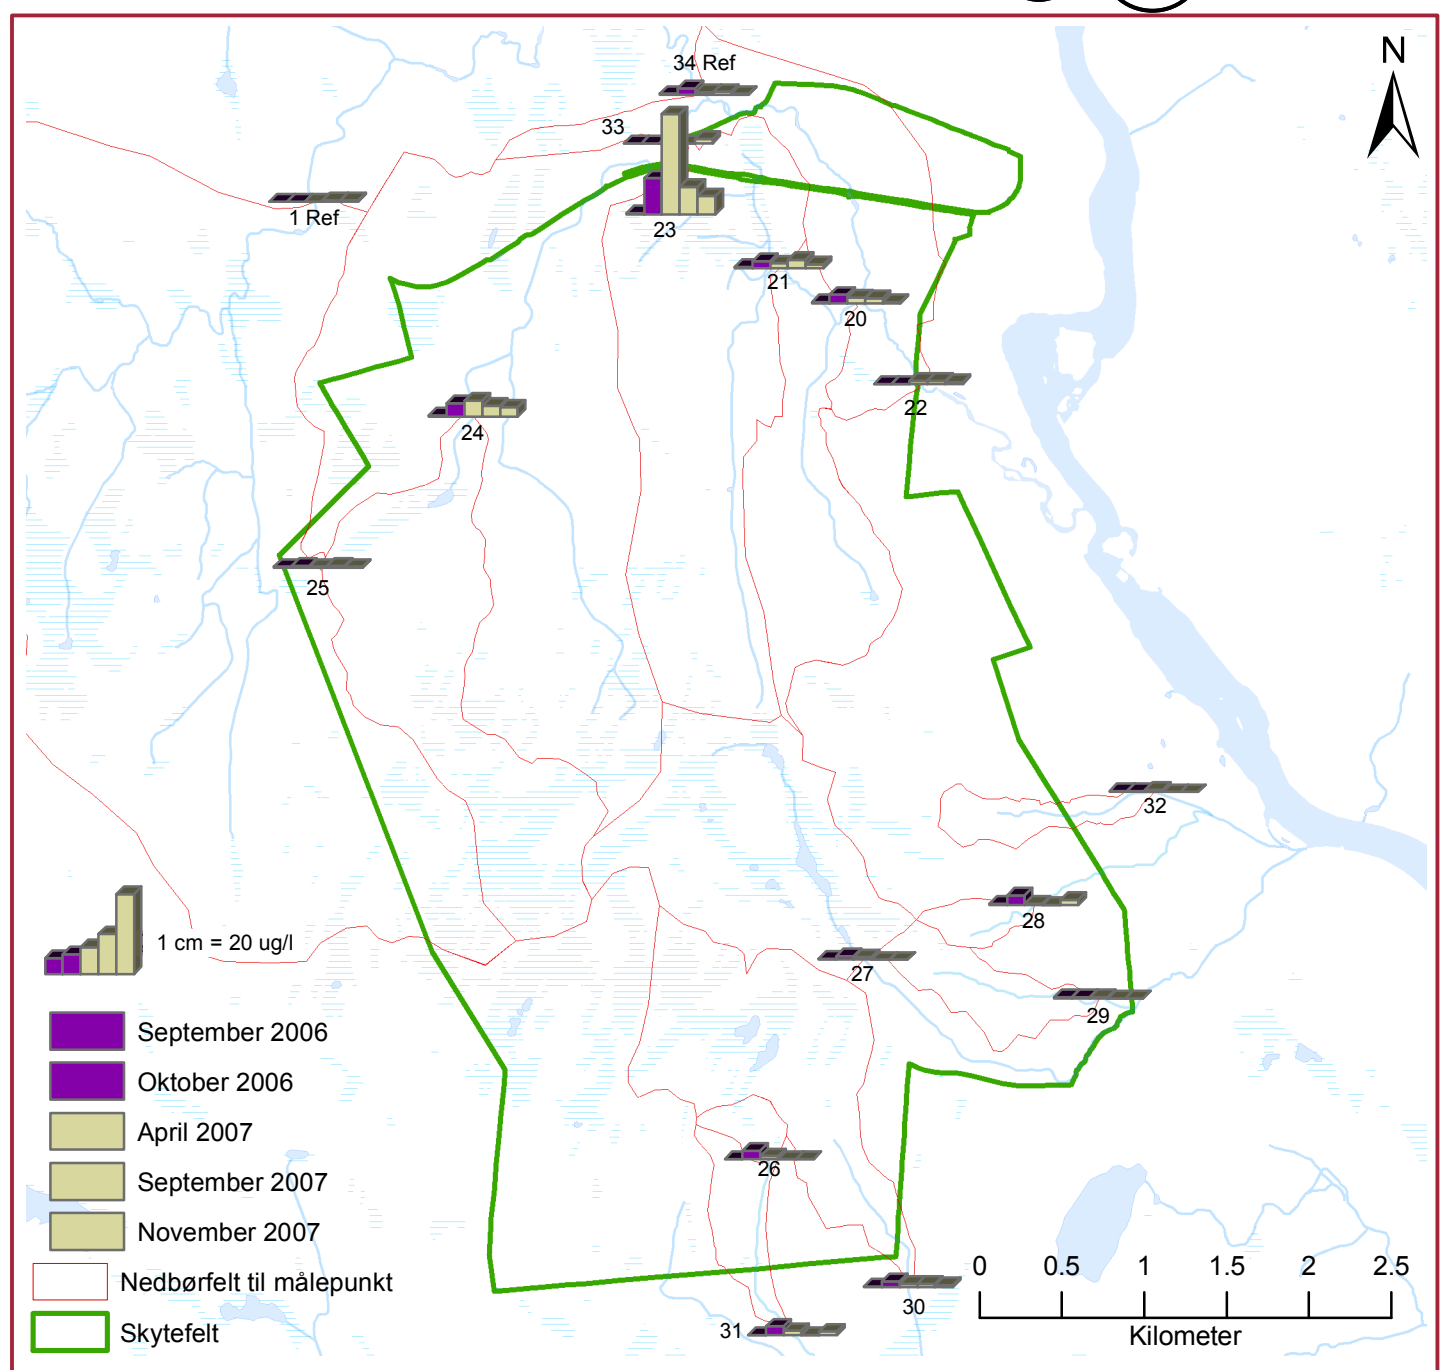 N
34 Ref
33
1 Ref
23
21
20
22
24
25
32
28
27
29
1 cm = 20 ug/l
September 2006
Oktober 2006
April 2007
September 2007
November 2007
Nedbørfelt til målepunkt
Skytefelt
26
30
31
0 0.5 1 1.5 2 2.5
Kilometer